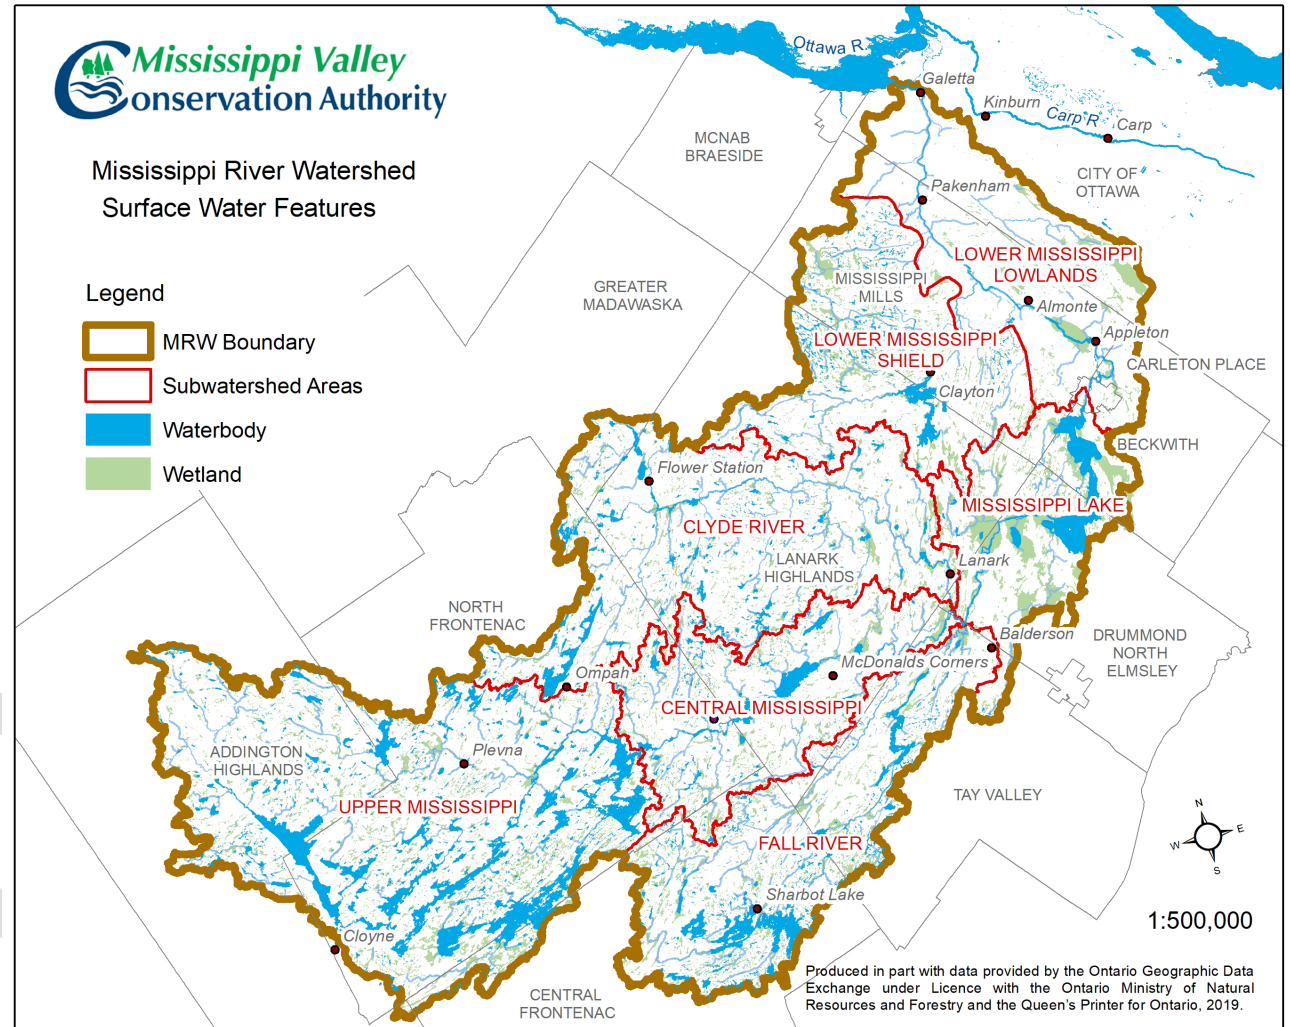 Mississippi Valley
Conservation Authority
Mississippi River Watershed
Surface Water Features
Legend
MRW Boundary
Subwatershed Areas
Waterbody
Wetland
Ottawa R.
Galetta
Kinburn
Carp R
Carp
MCNAB
BRAESIDE
CITY OF
OTTAWA
Pakenham
LOWER MISSISSIPPI
LOWLANDS
GREATER
MADAWASKA
MISSISSIPPI
MILLS
Almonte
Appleton
LOWER MISSISSIPPI
SHIELD
CARLETON PLACE
Clayton
BECKWITH
Flower Station
MISSISSIPPI LAKE
CLYDE RIVER
LANARK
HIGHLANDS
Lanark
NORTH
FRONTENAC
Balderson
DRUMMOND
NORTH
ELMSLEY
McDonalds Corners
Ompah
CENTRAL MISSISSIPPI
Plevna
ADDINGTON
HIGHLANDS
UPPER MISSISSIPPI
TAY VALLEY
FALL RIVER
N
E
W
S
Sharbot Lake
1:500,000
Cloyne
CENTRAL
FRONTENAC
Produced in part with data provided by the Ontario Geographic Data
Exchange under Licence with the Ontario Ministry of Natural
Resources and Forestry and the Queen's Printer for Ontario, 2019.